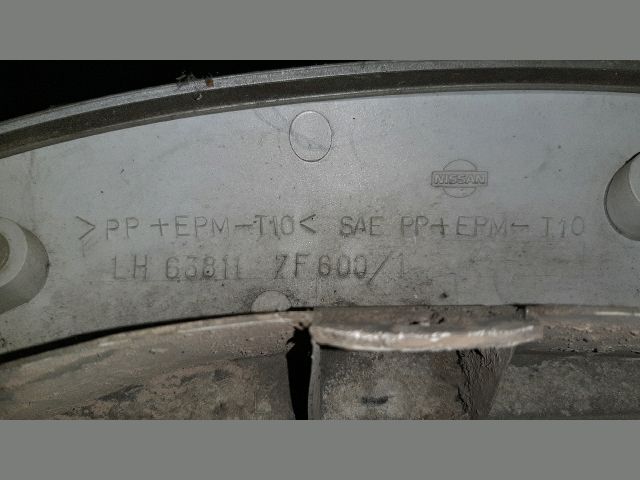 NISSAN
>PP+EPM-T10< SAE PP+EPM-T10
LH 63811 7F600/1